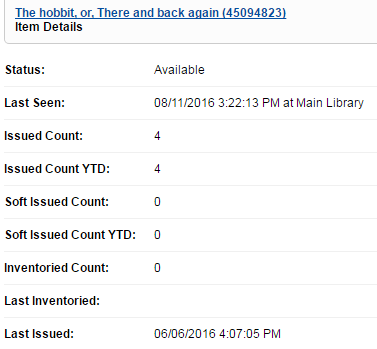 The hobbit, or, There and back again (45094823)
Item Details
Status: Available
Last Seen: 08/11/2016 3:22:13 PM at Main Library
Issued Count: 4
Issued Count YTD: 4
Soft Issued Count: 0
Soft Issued Count YTD: 0
Inventoried Count: 0
Last Inventoried:
Last Issued: 06/06/2016 4:07:05 PM